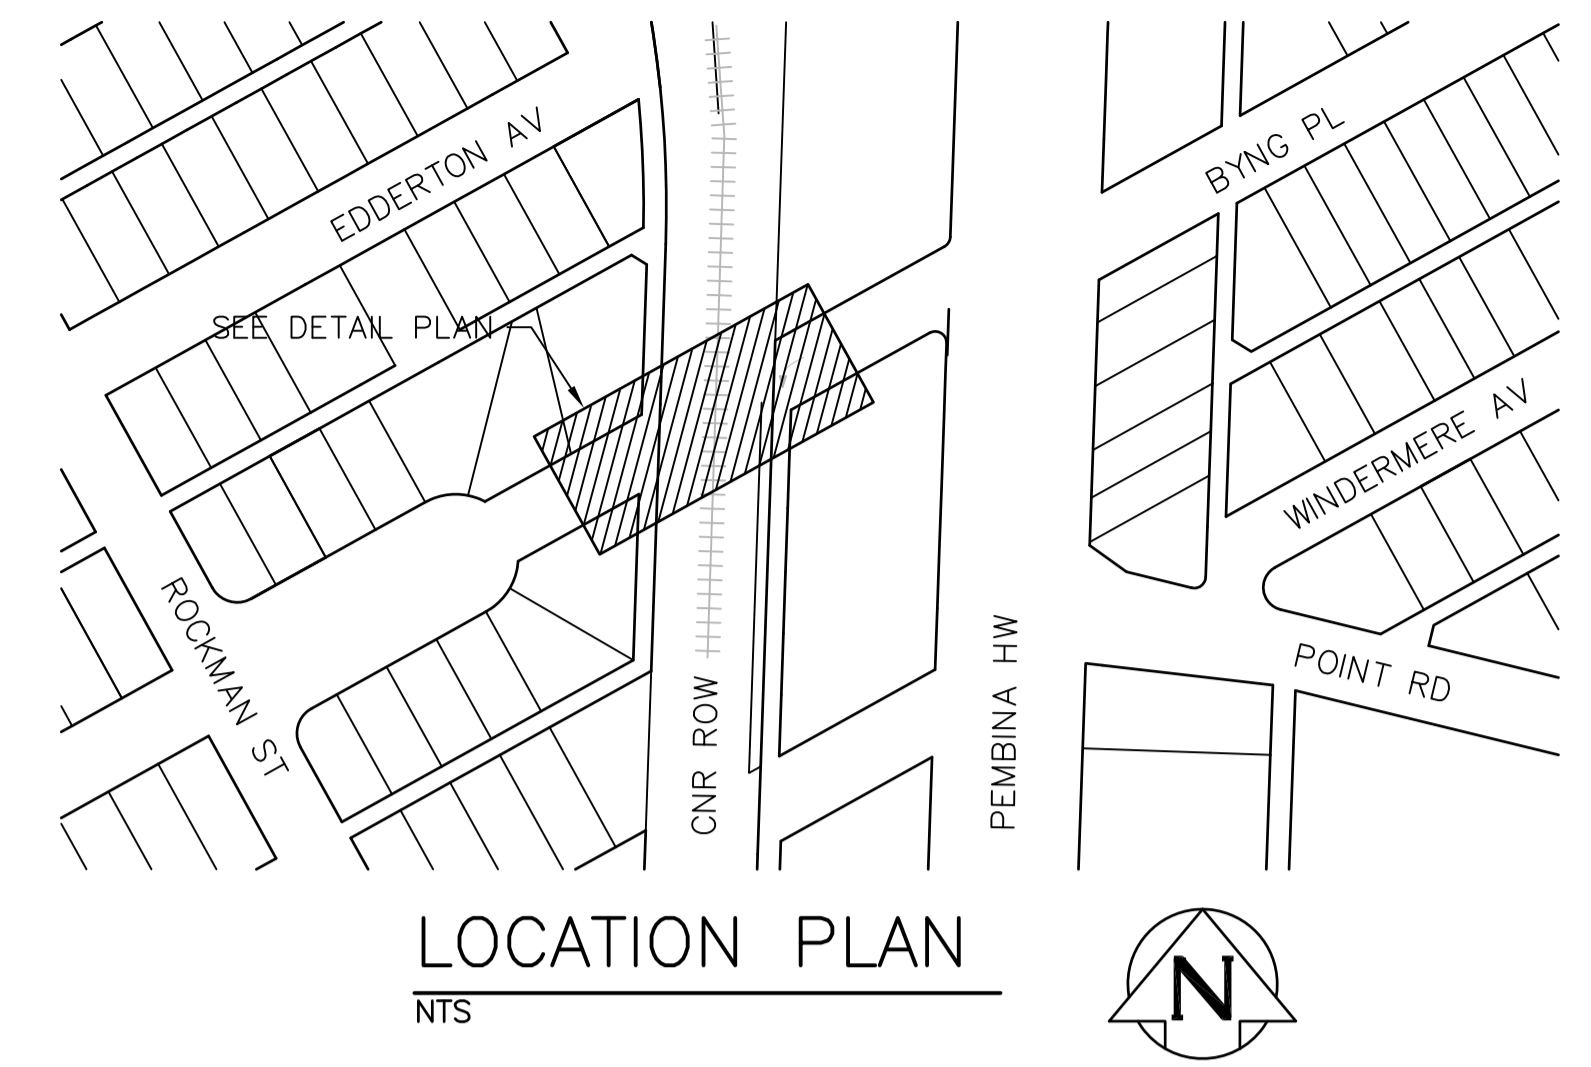 EDDERTON AV
BYNG PL
SEE DETAIL PLAN
WINDERMERE AV
ROCKMAN ST
CNR ROW
PEMBINA HW
POINT RD
LOCATION PLAN
NTS
N